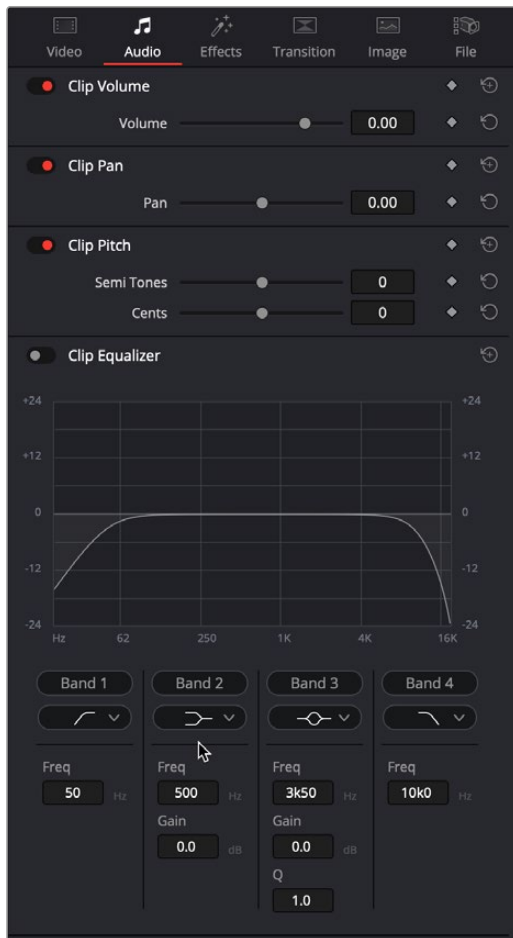 Video Audio Effects Transition Image File
Clip Volume
Volume 0.00
Clip Pan
Pan 0.00
Clip Pitch
Semi Tones 0
Cents 0
Clip Equalizer
+24 +24
+12 +12
0 0
-12 -12
-24 -24
Hz 62 250 1K 4K 16K
Band 1 Band 2 Band 3 Band 4
Freq Freq Freq Freq
50 Hz 500 Hz 3k50 Hz 10k0 Hz
Gain Gain
0.0 dB 0.0 dB
Q
1.0